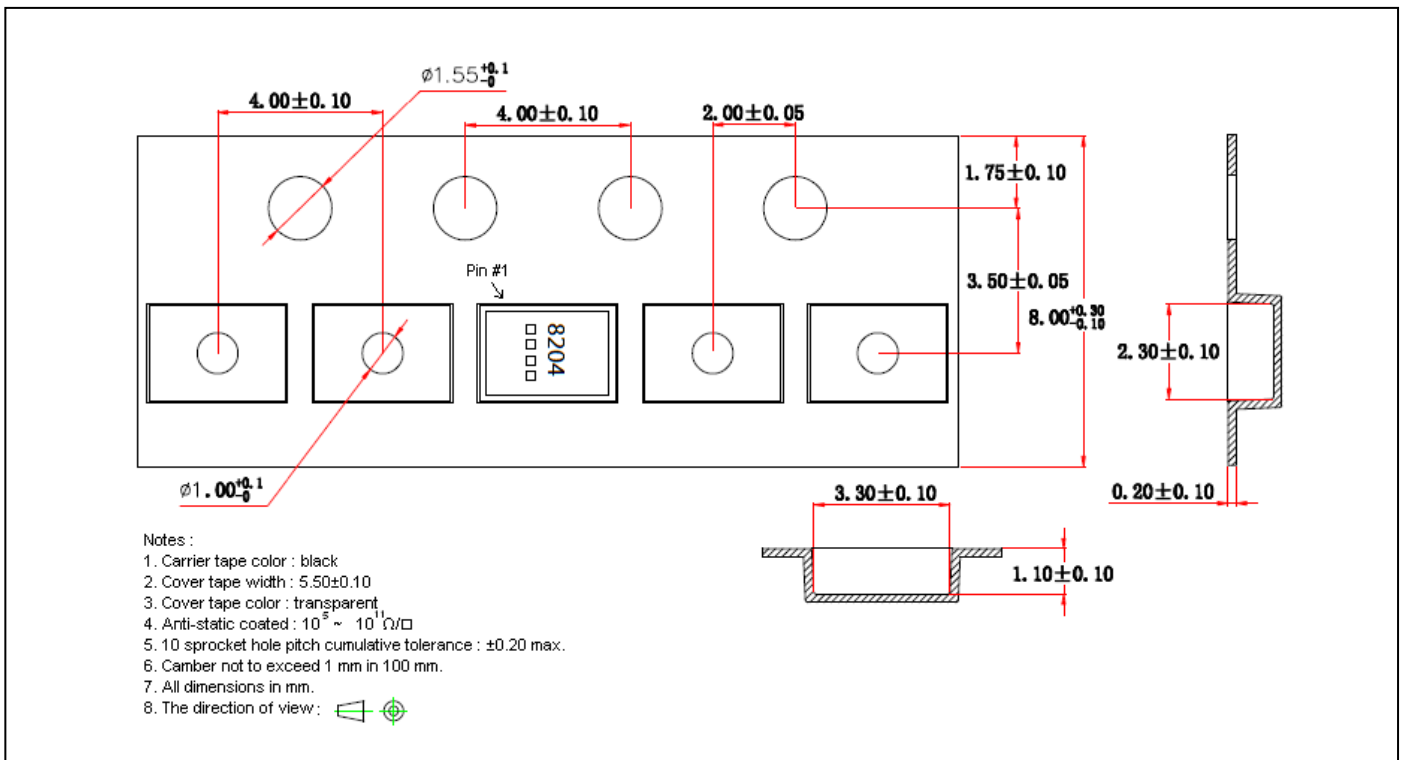 Ø1.55+0.1 -0
4.00±0.10
4.00±0.10
2.00±0.05
1.75±0.10
Pin #1
3.50±0.05
8.00+0.30 -0.10
8204
2.30±0.10
Ø1.00+0.1 -0
3.30±0.10
0.20±0.10
1.10±0.10
Notes :
1. Carrier tape color : black
2. Cover tape width : 5.50±0.10
3. Cover tape color : transparent
4. Anti-static coated : 10⁵ ~ 10¹¹Ω/□
5. 10 sprocket hole pitch cumulative tolerance : ±0.20 max.
6. Camber not to exceed 1 mm in 100 mm.
7. All dimensions in mm.
8. The direction of view :